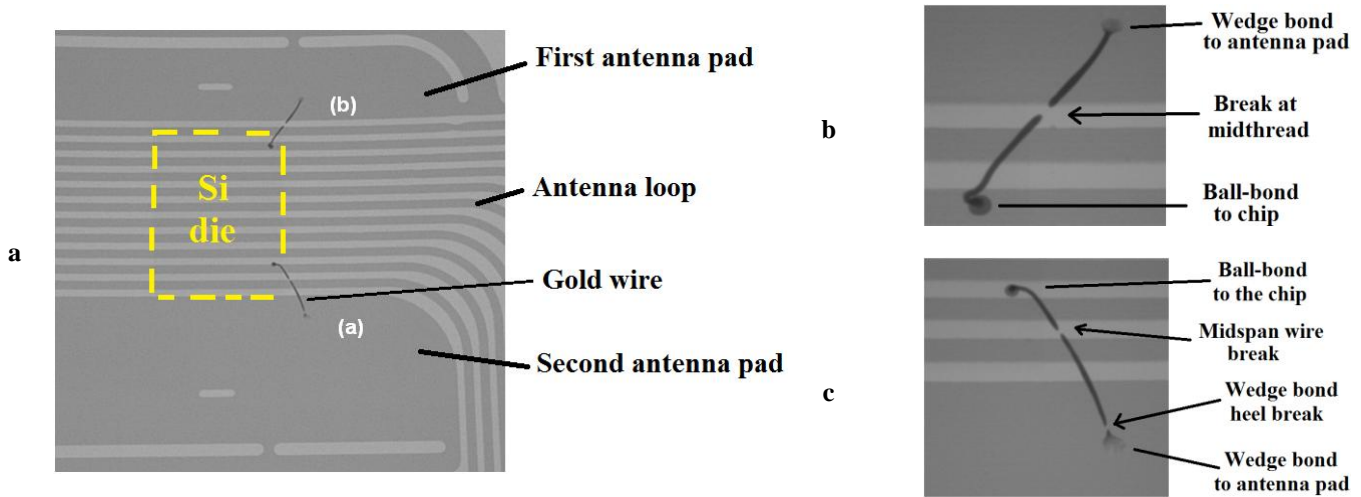 a
(b)
Si
die
(a)
First antenna pad
Antenna loop
Gold wire
Second antenna pad
b
Wedge bond
to antenna pad
Break at
midthread
Ball-bond
to chip
c
Ball-bond
to the chip
Midspan wire
break
Wedge bond
heel break
Wedge bond
to antenna pad